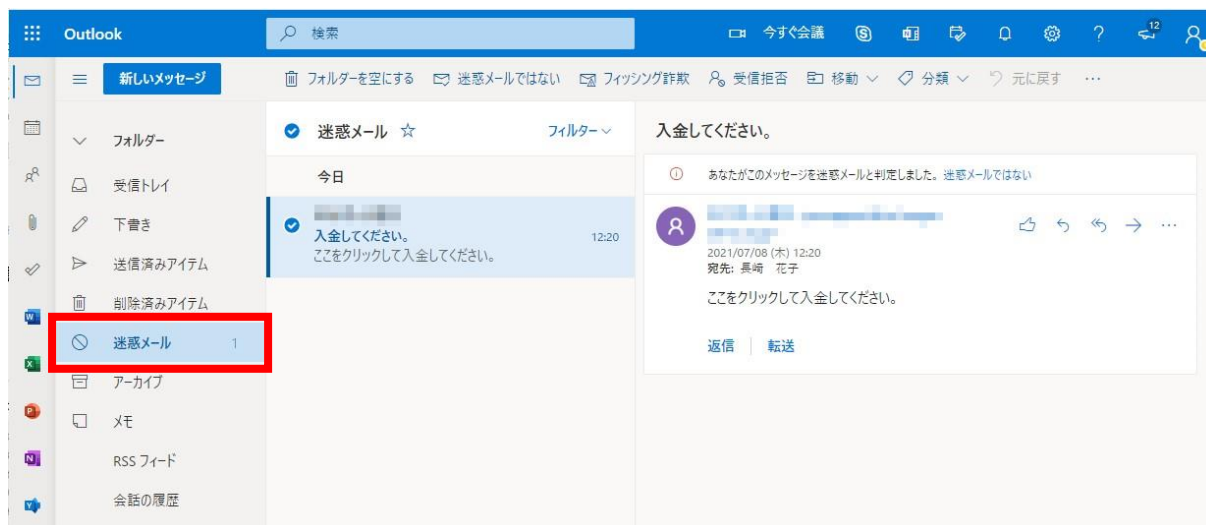 Outlook
検索
今すぐ会議
12
新しいメッセージ
フォルダーを空にする 迷惑メールではない フィッシング詐欺 受信拒否 移動 分類 元に戻す …
フォルダー
受信トレイ
下書き
送信済みアイテム
削除済みアイテム
迷惑メール 1
アーカイブ
メモ
RSS フィード
会話の履歴
迷惑メール フィルター
今日
入金してください。
12:20
ここをクリックして入金してください。
入金してください。
あなたがこのメッセージを迷惑メールと判定しました。迷惑メールではない
2021/07/08 (木) 12:20
宛先: 長崎 花子
ここをクリックして入金してください。
返信 転送